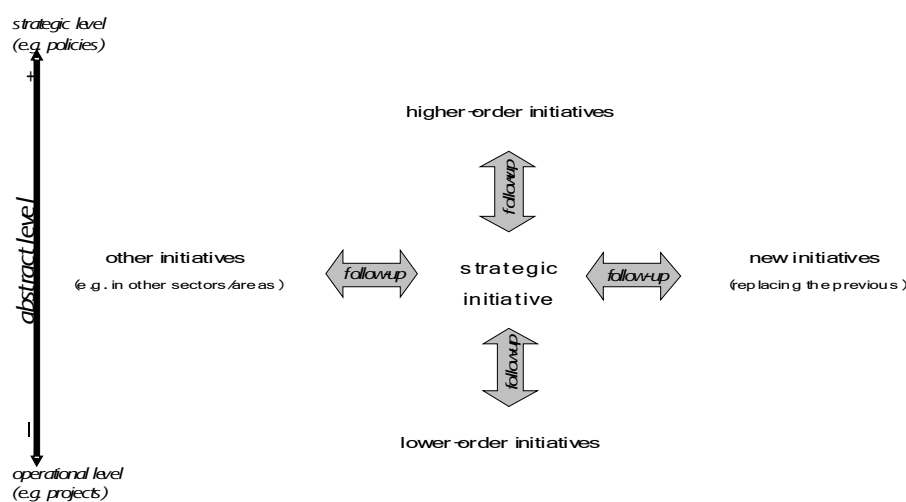 strategic level
(e.g. policies)
+
higher-order initiatives
follow-up
abstract level
other initiatives
(e.g. in other sectors/areas)
follow-up
strategic
initiative
follow-up
new initiatives
(replacing the previous)
follow-up
–
lower-order initiatives
operational level
(e.g. projects)